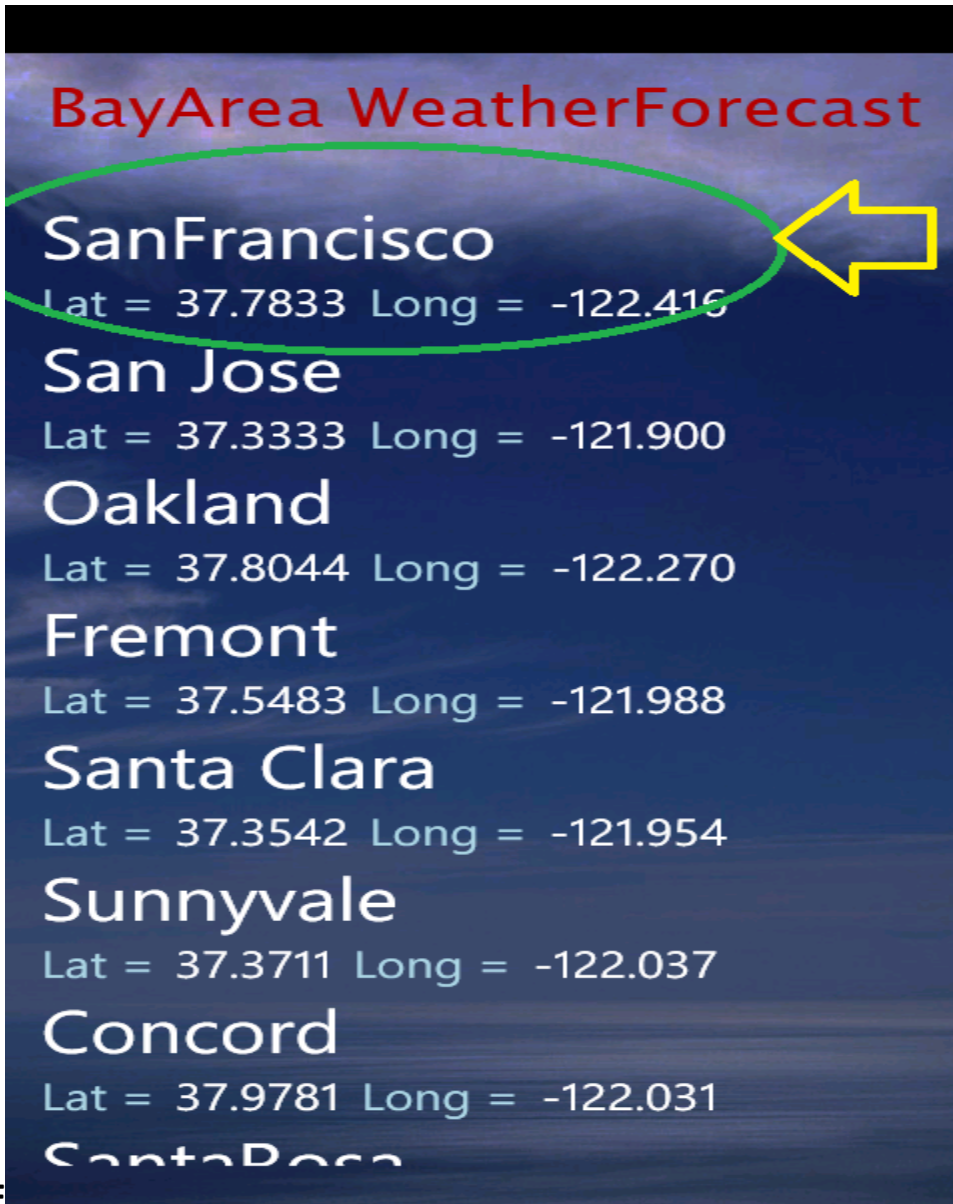 BayArea WeatherForecast
SanFrancisco
Lat = 37.7833 Long = -122.416
San Jose
Lat = 37.3333 Long = -121.900
Oakland
Lat = 37.8044 Long = -122.270
Fremont
Lat = 37.5483 Long = -121.988
Santa Clara
Lat = 37.3542 Long = -121.954
Sunnyvale
Lat = 37.3711 Long = -122.037
Concord
Lat = 37.9781 Long = -122.031
SantaRosa